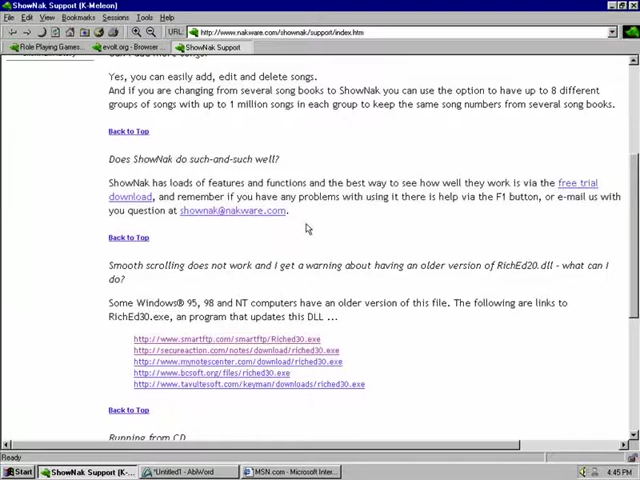 ShowNak Support (K-Meleon)
File Edit View Bookmarks Sessions Tools Help
URL: http://www.nakware.com/shownak/support/index.htm
Role Playing Games... evolt.org - Browser ... ShowNak Support
Yes, you can easily add, edit and delete songs.
And if you are changing from several song books to ShowNak you can use the option to have up to 8 different
groups of songs with up to 1 million songs in each group to keep the same song numbers from several song books.
Back to Top
Does ShowNak do such-and-such well?
ShowNak has loads of features and functions and the best way to see how well they work is via the free trial
download, and remember if you have any problems with using it there is help via the F1 button, or e-mail us with
you question at shownak@nakware.com.
Back to Top
Smooth scrolling does not work and I get a warning about having an older version of RichEd20.dll - what can I
do?
Some Windows® 95, 98 and NT computers have an older version of this file. The following are links to
RichEd30.exe, an program that updates this DLL ...
http://www.smartftp.com/smartftp/Riched30.exe
http://secureaction.com/notes/download/riched30.exe
http://www.mynotescenter.com/download/riched30.exe
http://www.bcsoft.org/files/riched30.exe
http://www.tavultesoft.com/keyman/downloads/riched30.exe
Back to Top
Running from CD
Ready
Start ShowNak Support (K-... "Untitled1 - AbiWord MSN.com - Microsoft Inter... 4:45 PM